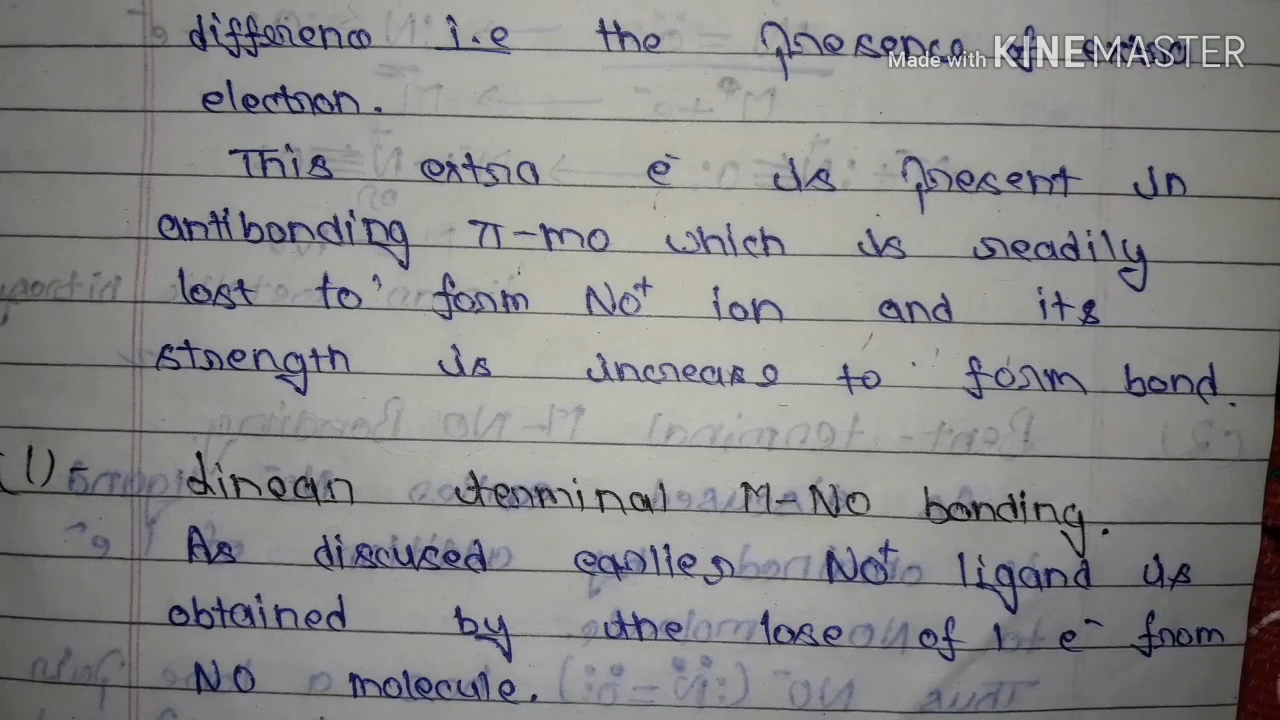 difference i.e the presence of extra
Made with KINEMASTER
electron.
This extra e⁻ is present in
antibonding π-mo which is readily
lost to form No⁺ ion and its
strength is increase to form bond.
(1) - linear terminal M-NO bonding.
As discused earlier No⁺ ligand is
obtained by the lose of 1 e⁻ from
NO molecule.